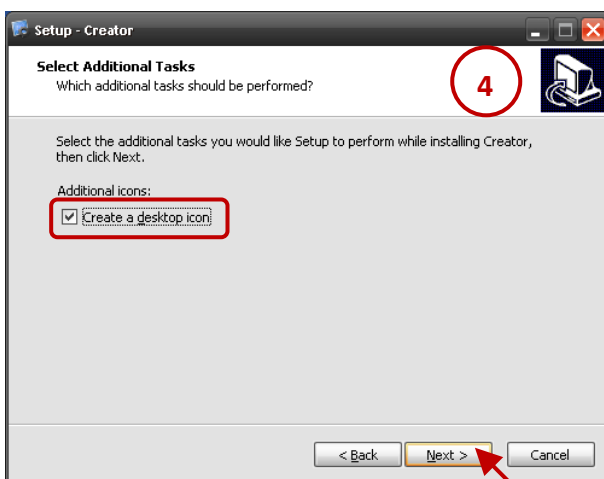 Setup - Creator
Select Additional Tasks
Which additional tasks should be performed?
4
Select the additional tasks you would like Setup to perform while installing Creator,
then click Next.
Additional icons:
Create a desktop icon
< Back
Next >
Cancel